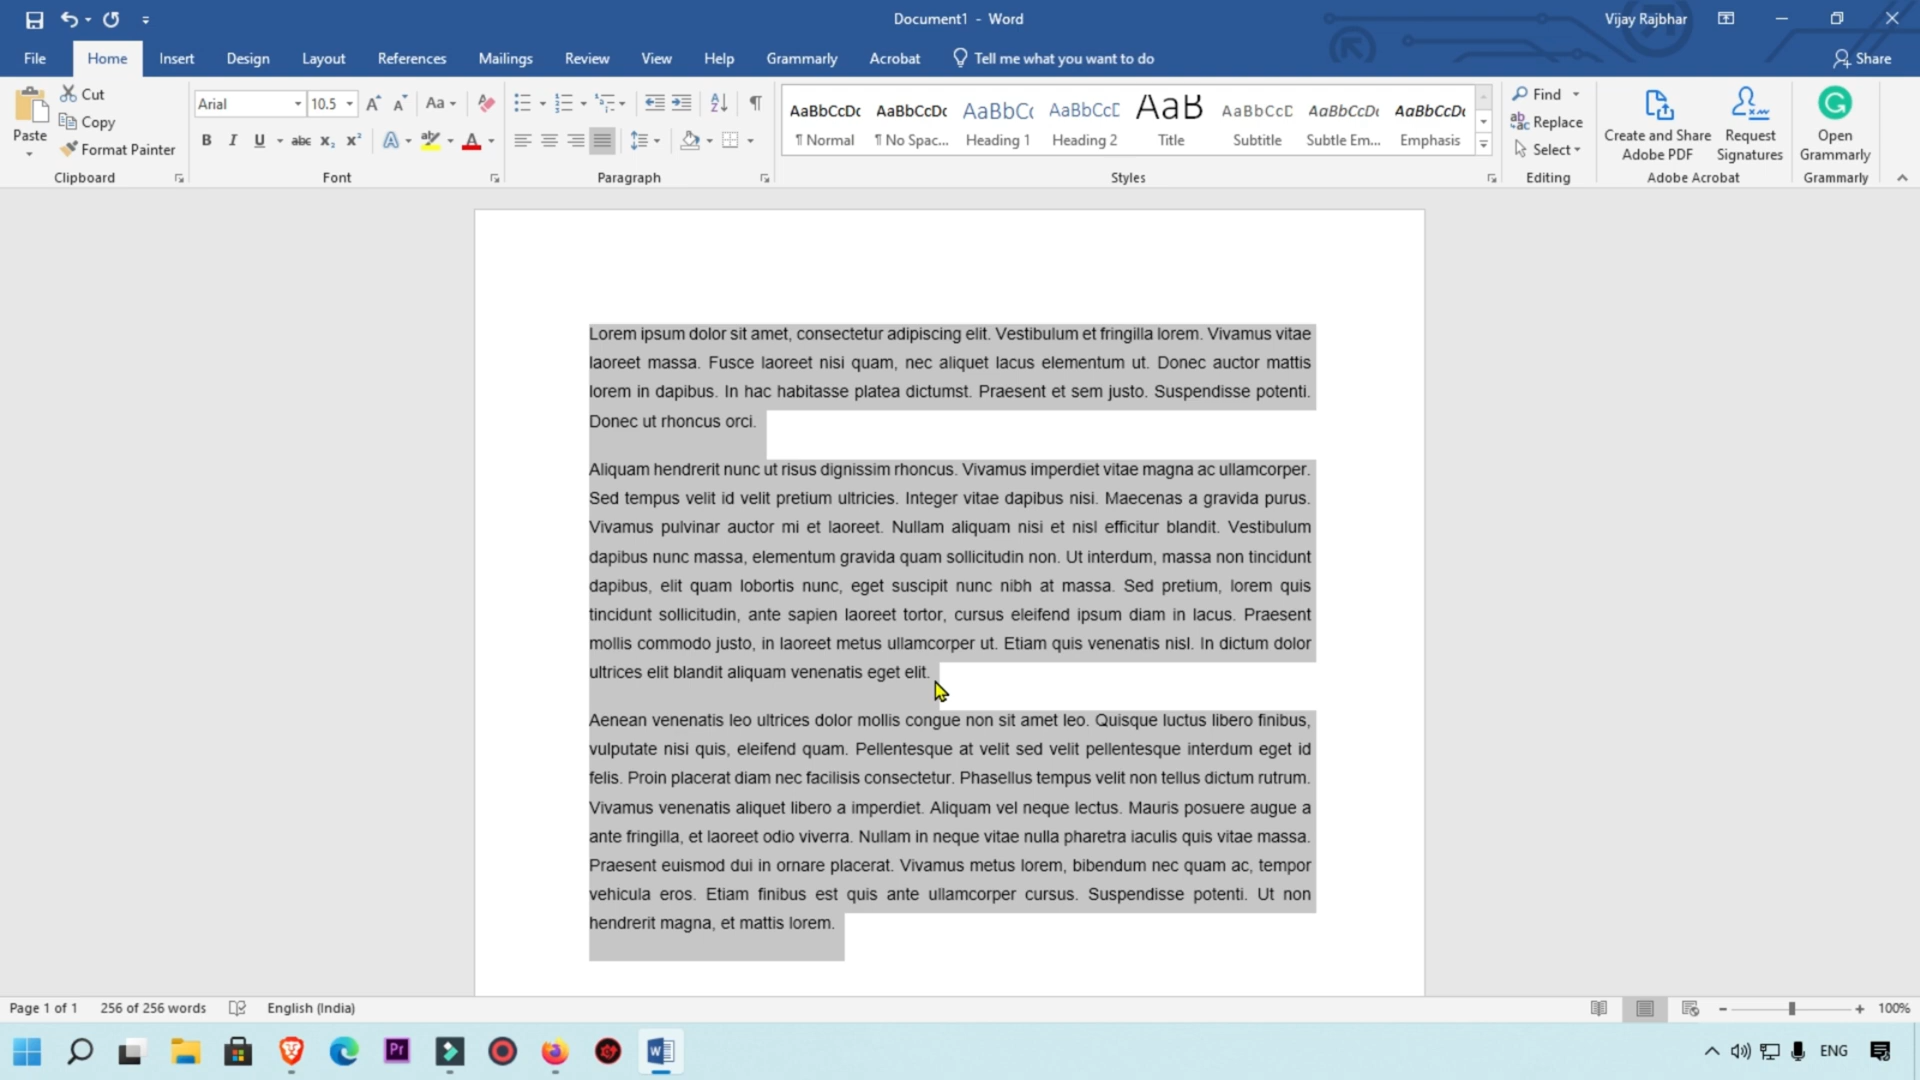 Document1 - Word
Vijay Rajbhar
File Home Insert Design Layout References Mailings Review View Help Grammarly Acrobat Tell me what you want to do Share
Paste
Cut
Copy
Format Painter
Clipboard
Arial 10.5 Aa
B I U abc x₂ x²
Font
Paragraph
AaBbCcDc AaBbCcDc AaBbC AaBbCcD AaB AaBbCcD AaBbCcDc AaBbCcDc
¶ Normal ¶ No Spac... Heading 1 Heading 2 Title Subtitle Subtle Em... Emphasis
Styles
Find
Replace
Select
Editing
Create and Share
Adobe PDF
Request
Signatures
Adobe Acrobat
Open
Grammarly
Grammarly
Lorem ipsum dolor sit amet, consectetur adipiscing elit. Vestibulum et fringilla lorem. Vivamus vitae
laoreet massa. Fusce laoreet nisi quam, nec aliquet lacus elementum ut. Donec auctor mattis
lorem in dapibus. In hac habitasse platea dictumst. Praesent et sem justo. Suspendisse potenti.
Donec ut rhoncus orci.
Aliquam hendrerit nunc ut risus dignissim rhoncus. Vivamus imperdiet vitae magna ac ullamcorper.
Sed tempus velit id velit pretium ultricies. Integer vitae dapibus nisi. Maecenas a gravida purus.
Vivamus pulvinar auctor mi et laoreet. Nullam aliquam nisi et nisl efficitur blandit. Vestibulum
dapibus nunc massa, elementum gravida quam sollicitudin non. Ut interdum, massa non tincidunt
dapibus, elit quam lobortis nunc, eget suscipit nunc nibh at massa. Sed pretium, lorem quis
tincidunt sollicitudin, ante sapien laoreet tortor, cursus eleifend ipsum diam in lacus. Praesent
mollis commodo justo, in laoreet metus ullamcorper ut. Etiam quis venenatis nisl. In dictum dolor
ultrices elit blandit aliquam venenatis eget elit.
Aenean venenatis leo ultrices dolor mollis congue non sit amet leo. Quisque luctus libero finibus,
vulputate nisi quis, eleifend quam. Pellentesque at velit sed velit pellentesque interdum eget id
felis. Proin placerat diam nec facilisis consectetur. Phasellus tempus velit non tellus dictum rutrum.
Vivamus venenatis aliquet libero a imperdiet. Aliquam vel neque lectus. Mauris posuere augue a
ante fringilla, et laoreet odio viverra. Nullam in neque vitae nulla pharetra iaculis quis vitae massa.
Praesent euismod dui in ornare placerat. Vivamus metus lorem, bibendum nec quam ac, tempor
vehicula eros. Etiam finibus est quis ante ullamcorper cursus. Suspendisse potenti. Ut non
hendrerit magna, et mattis lorem.
Page 1 of 1 256 of 256 words English (India) 100%
Pr
ENG